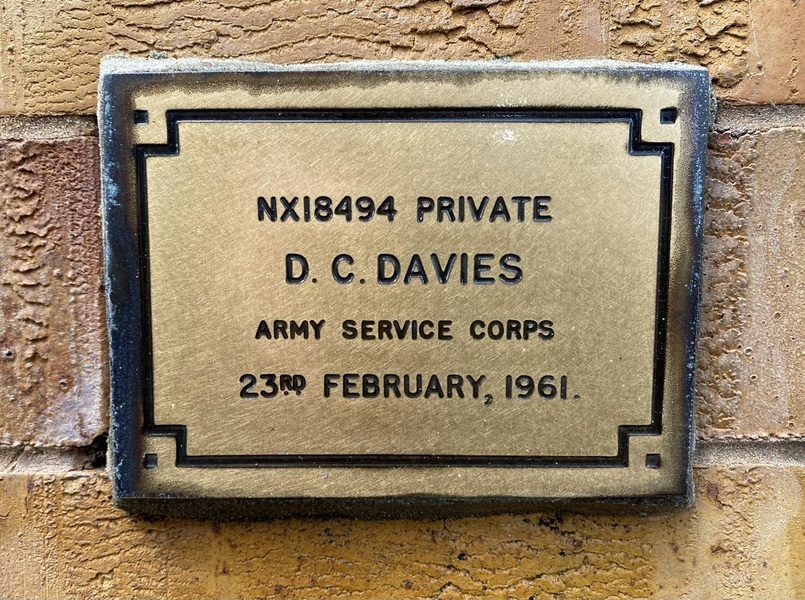 NX18494 PRIVATE
D. C. DAVIES
ARMY SERVICE CORPS
23RD FEBRUARY, 1961.